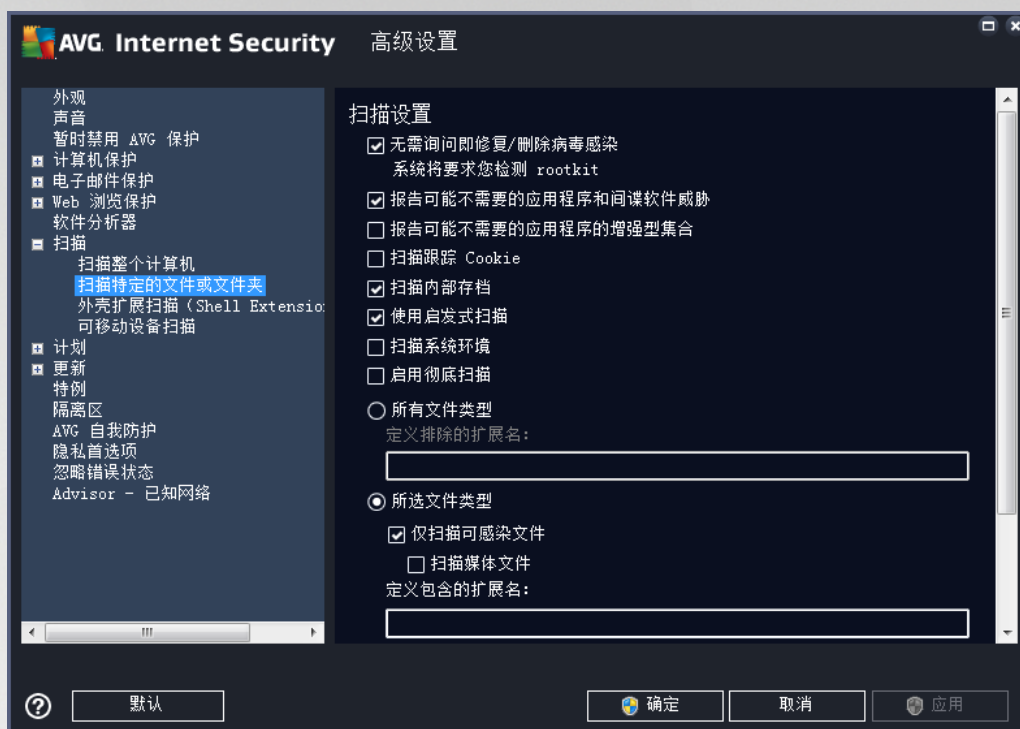 AVG. Internet Security 高级设置
外观
声音
暂时禁用 AVG 保护
计算机保护
电子邮件保护
Web 浏览保护
软件分析器
扫描
扫描整个计算机
扫描特定的文件或文件夹
外壳扩展扫描（Shell Extension
可移动设备扫描
计划
更新
特例
隔离区
AVG 自我防护
隐私首选项
忽略错误状态
Advisor - 已知网络
扫描设置
无需询问即修复/删除病毒感染
系统将要求您检测 rootkit
报告可能不需要的应用程序和间谍软件威胁
报告可能不需要的应用程序的增强型集合
扫描跟踪 Cookie
扫描内部存档
使用启发式扫描
扫描系统环境
启用彻底扫描
所有文件类型
定义排除的扩展名:
所选文件类型
仅扫描可感染文件
扫描媒体文件
定义包含的扩展名:
默认
确定
取消
应用